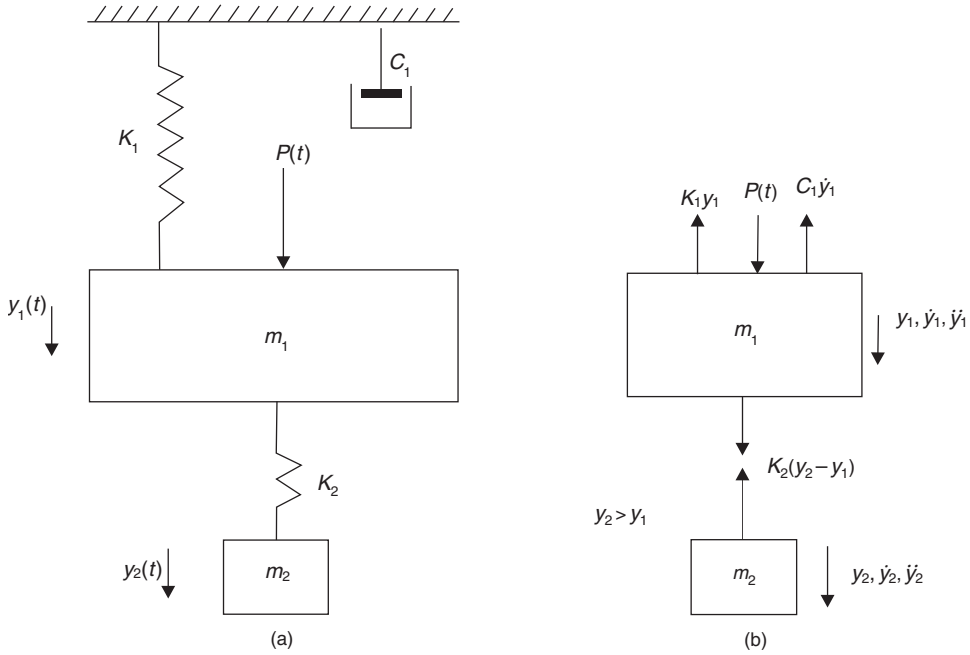 C₁
K₁
P(t)
y₁(t)
m₁
K₂
y₂(t)
m₂
(a)
K₁y₁
P(t)
C₁ẏ₁
m₁
y₁, ẏ₁, ÿ₁
K₂(y₂ − y₁)
y₂ > y₁
m₂
y₂, ẏ₂, ÿ₂
(b)